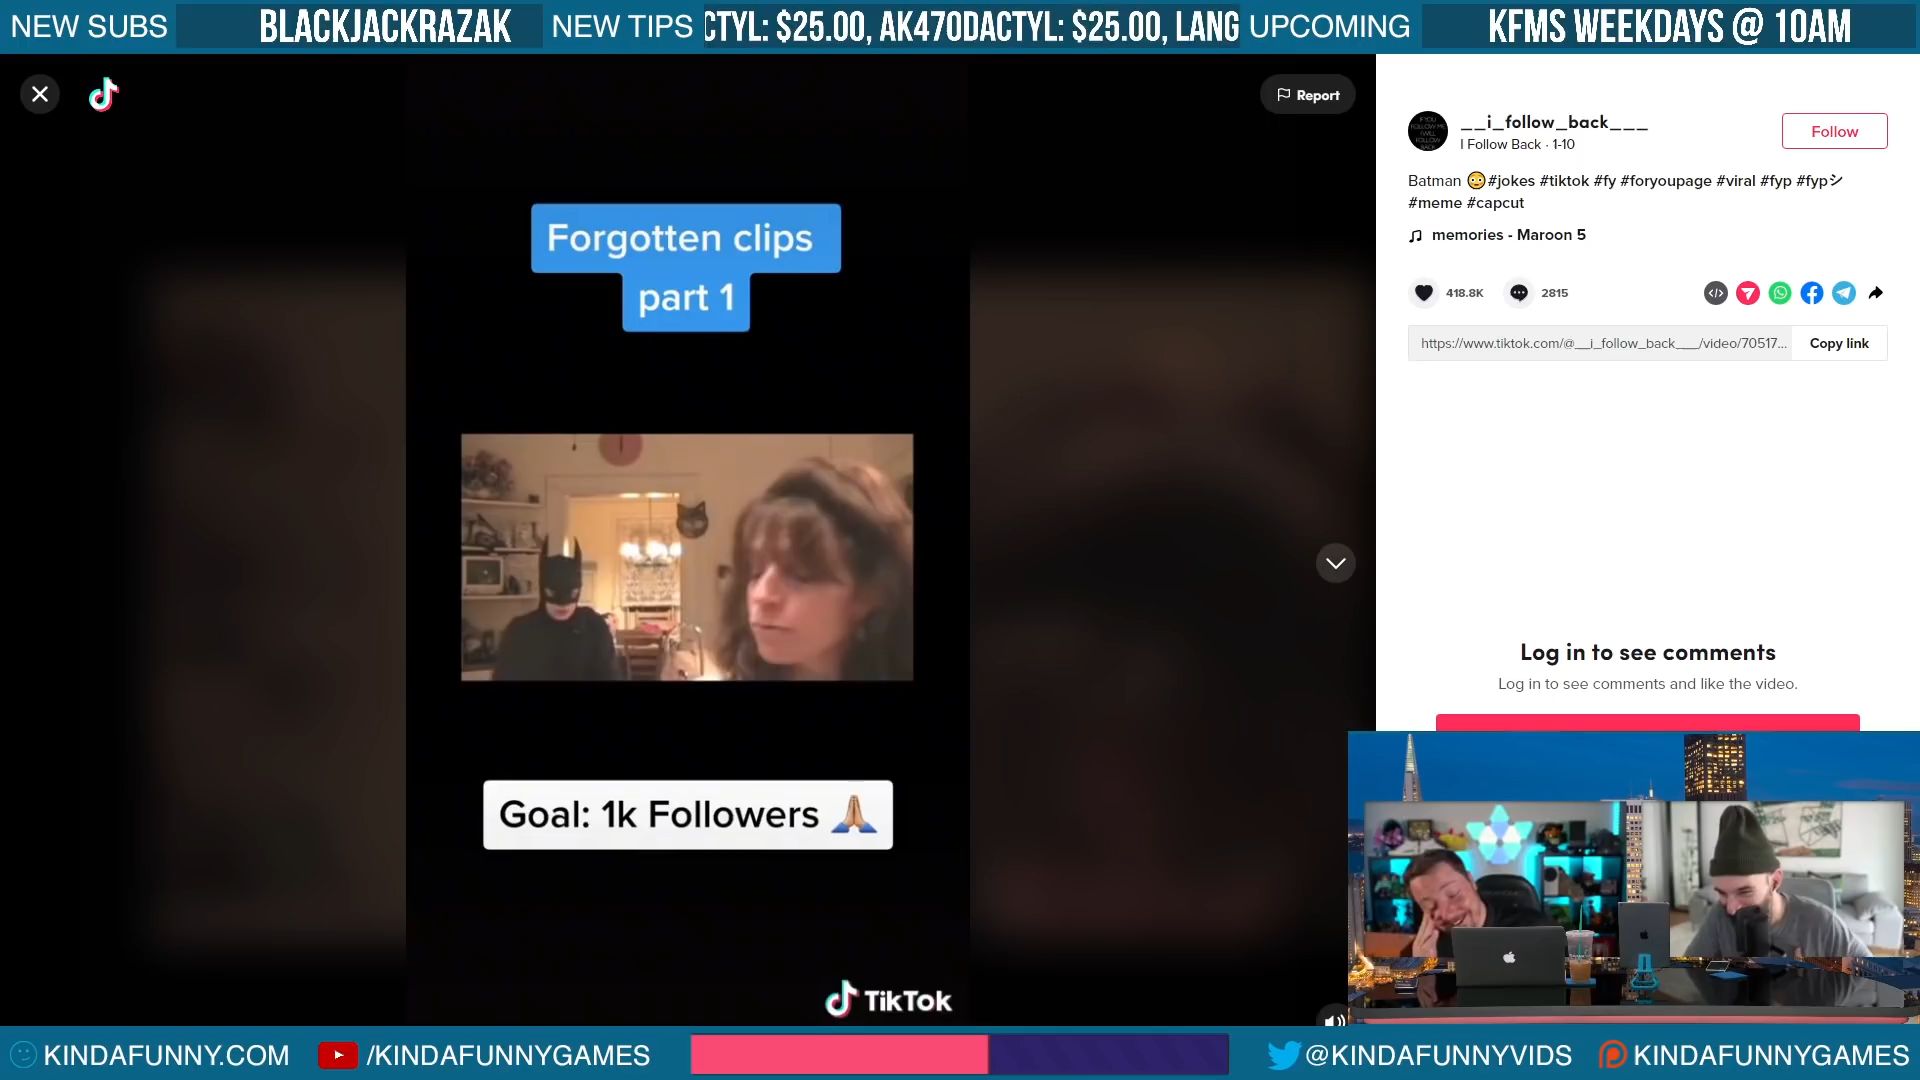 NEW SUBS BLACKJACKRAZAK NEW TIPS CTYL: $25.00, AK470DACTYL: $25.00, LANG UPCOMING KFMS WEEKDAYS @ 10AM
Report
Forgotten clips
part 1
Goal: 1k Followers 🙏
TikTok
__i_follow_back___
I Follow Back · 1-10
Follow
Batman 😳#jokes #tiktok #fy #foryoupage #viral #fyp #fypシ
#meme #capcut
memories - Maroon 5
418.8K 2815
https://www.tiktok.com/@__i_follow_back___/video/70517... Copy link
Log in to see comments
Log in to see comments and like the video.
KINDAFUNNY.COM /KINDAFUNNYGAMES @KINDAFUNNYVIDS KINDAFUNNYGAMES